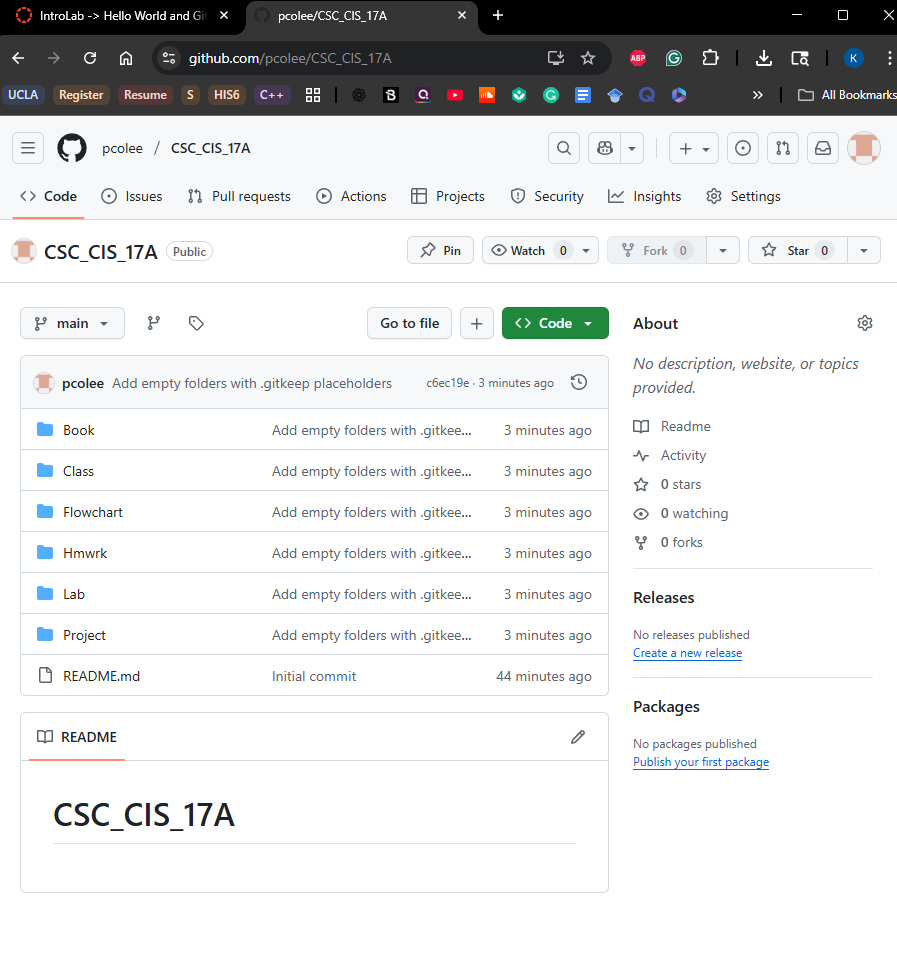 IntroLab -> Hello World and Gi
pcolee/CSC_CIS_17A
github.com/pcolee/CSC_CIS_17A
ABP
K
UCLA
Register
Resume
S
HIS6
C++
All Bookmarks
pcolee / CSC_CIS_17A
Code
Issues
Pull requests
Actions
Projects
Security
Insights
Settings
CSC_CIS_17A Public
Pin
Watch 0
Fork 0
Star 0
main
Go to file
Code
About
No description, website, or topics
provided.
Readme
Activity
0 stars
0 watching
0 forks
pcolee Add empty folders with .gitkeep placeholders c6ec19e · 3 minutes ago
Book Add empty folders with .gitkee... 3 minutes ago
Class Add empty folders with .gitkee... 3 minutes ago
Flowchart Add empty folders with .gitkee... 3 minutes ago
Hmwrk Add empty folders with .gitkee... 3 minutes ago
Lab Add empty folders with .gitkee... 3 minutes ago
Project Add empty folders with .gitkee... 3 minutes ago
README.md Initial commit 44 minutes ago
Releases
No releases published
Create a new release
Packages
No packages published
Publish your first package
README
CSC_CIS_17A